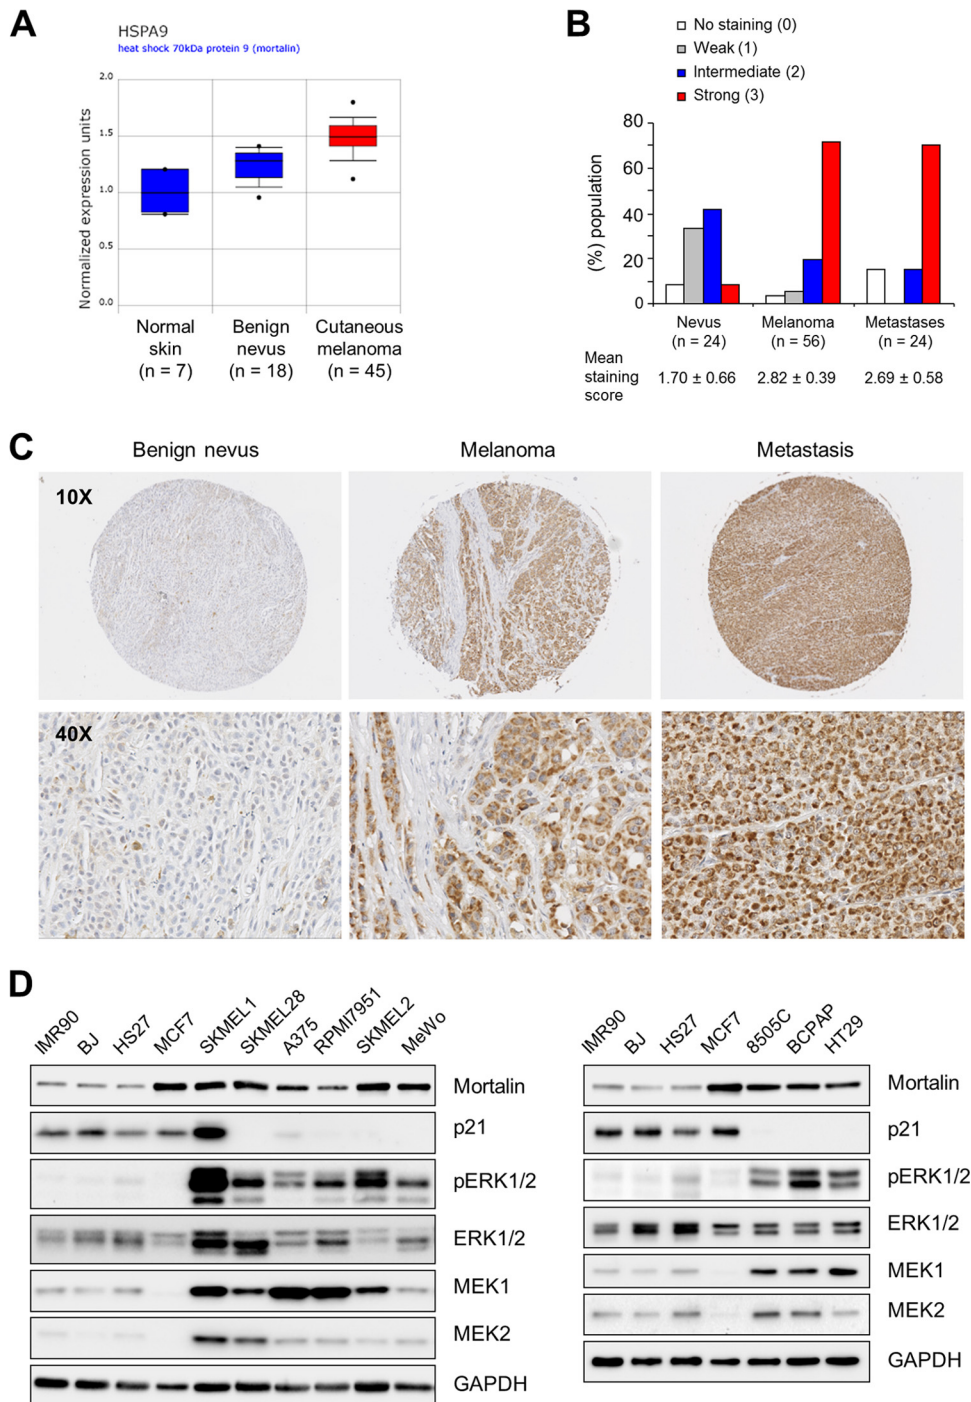 A
HSPA9
heat shock 70kDa protein 9 (mortalin)
Normalized expression units
2.0
1.5
1.0
0.5
0.0
Normal skin (n = 7)
Benign nevus (n = 18)
Cutaneous melanoma (n = 45)
B
No staining (0)
Weak (1)
Intermediate (2)
Strong (3)
(%) population
80
60
40
20
0
Nevus (n = 24)
Melanoma (n = 56)
Metastases (n = 24)
Mean staining score
1.70 ± 0.66
2.82 ± 0.39
2.69 ± 0.58
C
Benign nevus
Melanoma
Metastasis
10X
40X
D
IMR90
BJ
HS27
MCF7
SKMEL1
SKMEL28
A375
RPMI7951
SKMEL2
MeWo
Mortalin
p21
pERK1/2
ERK1/2
MEK1
MEK2
GAPDH
IMR90
BJ
HS27
MCF7
8505C
BCPAP
HT29
Mortalin
p21
pERK1/2
ERK1/2
MEK1
MEK2
GAPDH